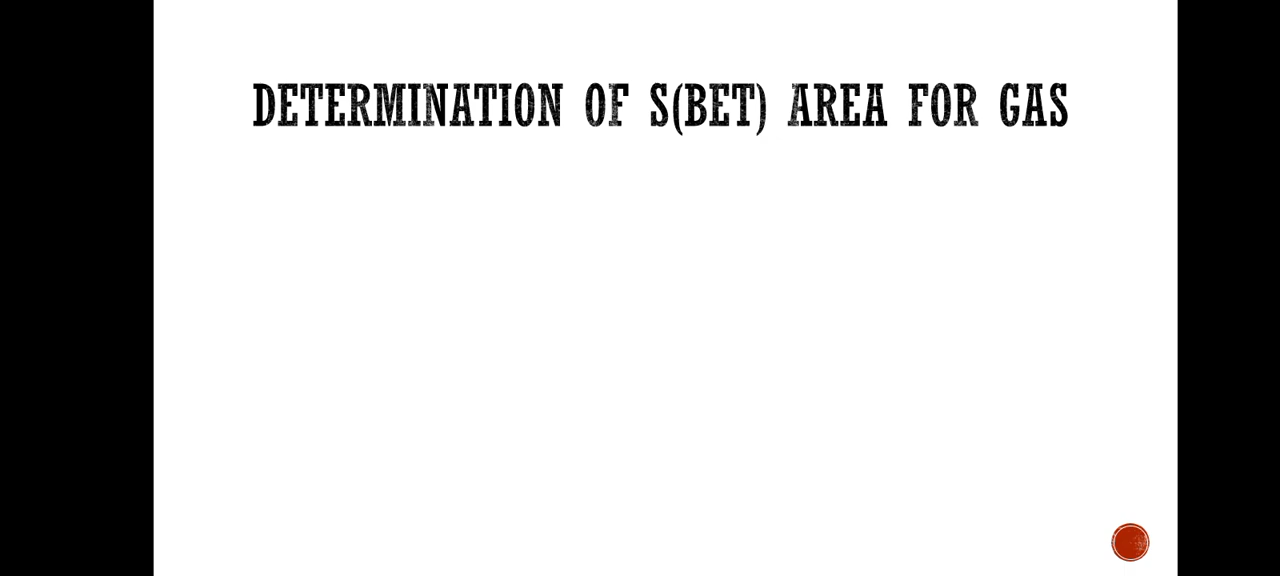 DETERMINATION OF S(BET) AREA FOR GAS